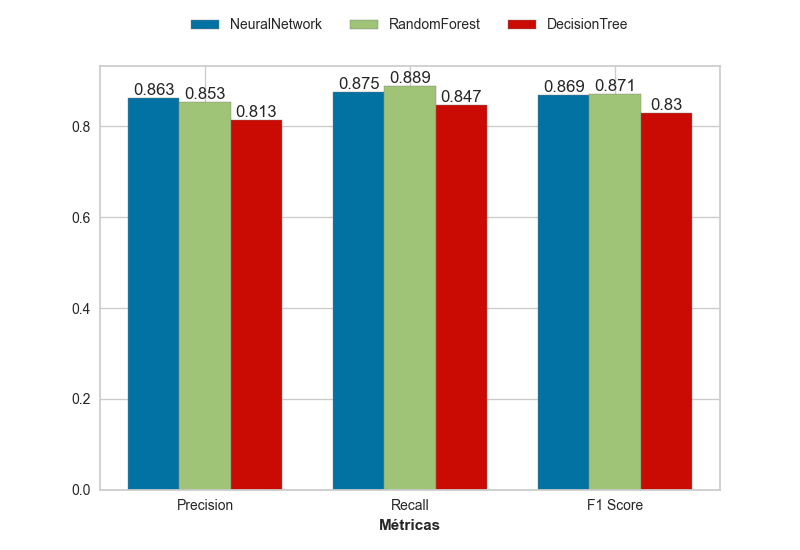 NeuralNetwork RandomForest DecisionTree
0.863 0.853 0.813 0.875 0.889 0.847 0.869 0.871 0.83
0.8
0.6
0.4
0.2
0.0
Precision Recall F1 Score
Métricas